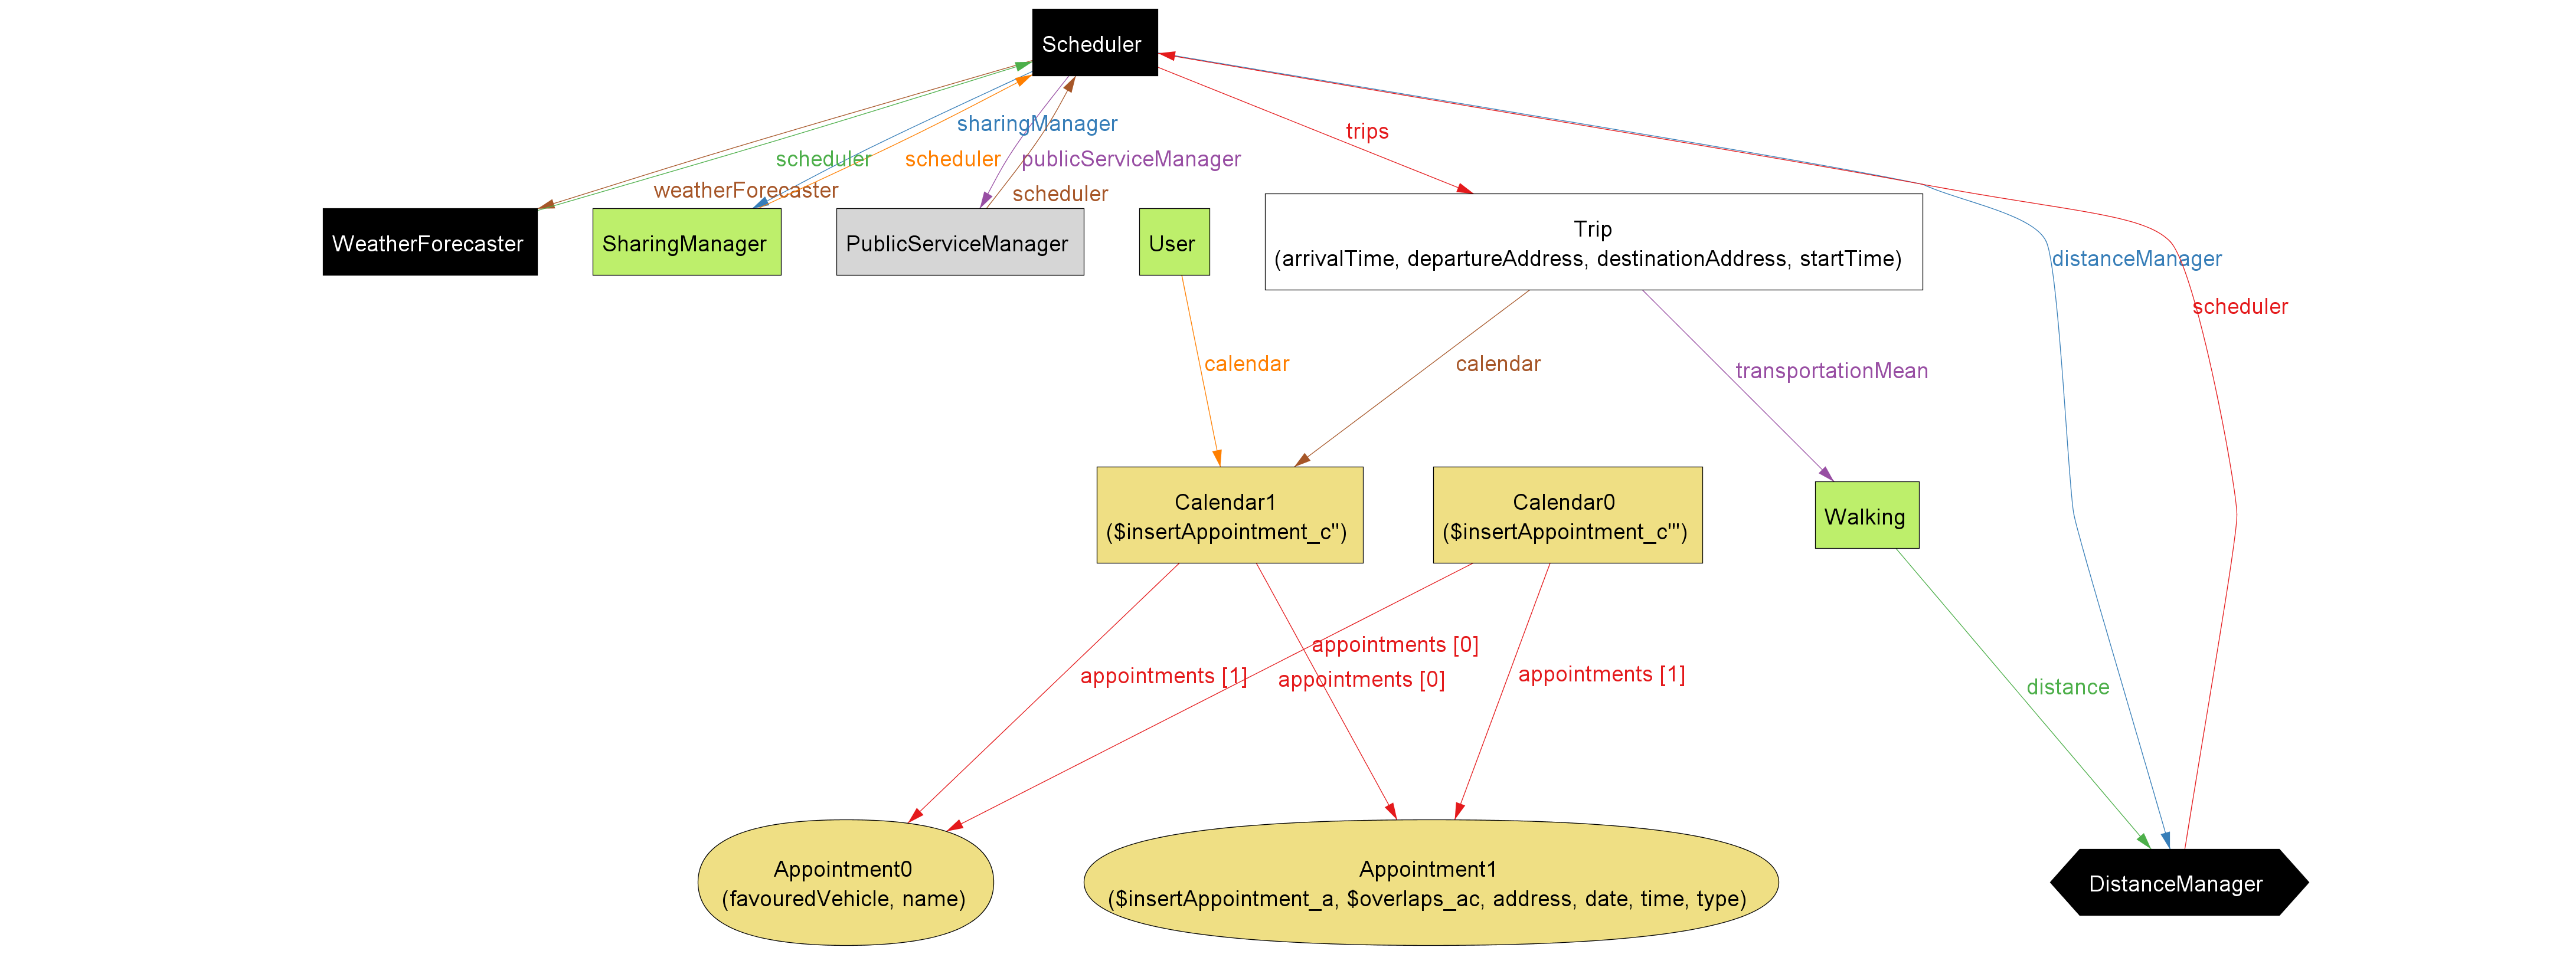 Scheduler
sharingManager
trips
scheduler
scheduler
publicServiceManager
weatherForecaster
scheduler
WeatherForecaster
SharingManager
PublicServiceManager
User
Trip
(arrivalTime, departureAddress, destinationAddress, startTime)
distanceManager
scheduler
calendar
calendar
transportationMean
Calendar1
($insertAppointment_c")
Calendar0
($insertAppointment_c'")
Walking
appointments [0]
appointments [1]
appointments [0]
appointments [1]
distance
Appointment0
(favouredVehicle, name)
Appointment1
($insertAppointment_a, $overlaps_ac, address, date, time, type)
DistanceManager